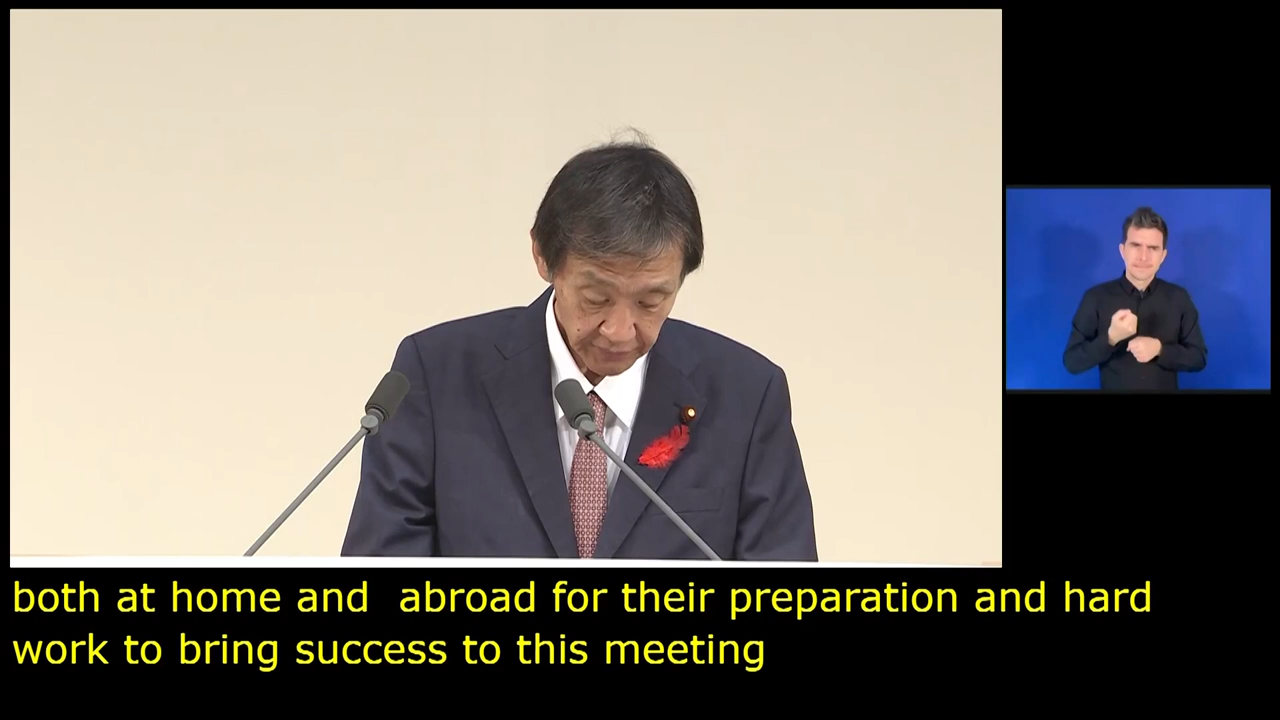 both at home and  abroad for their preparation and hard
work to bring success to this meeting